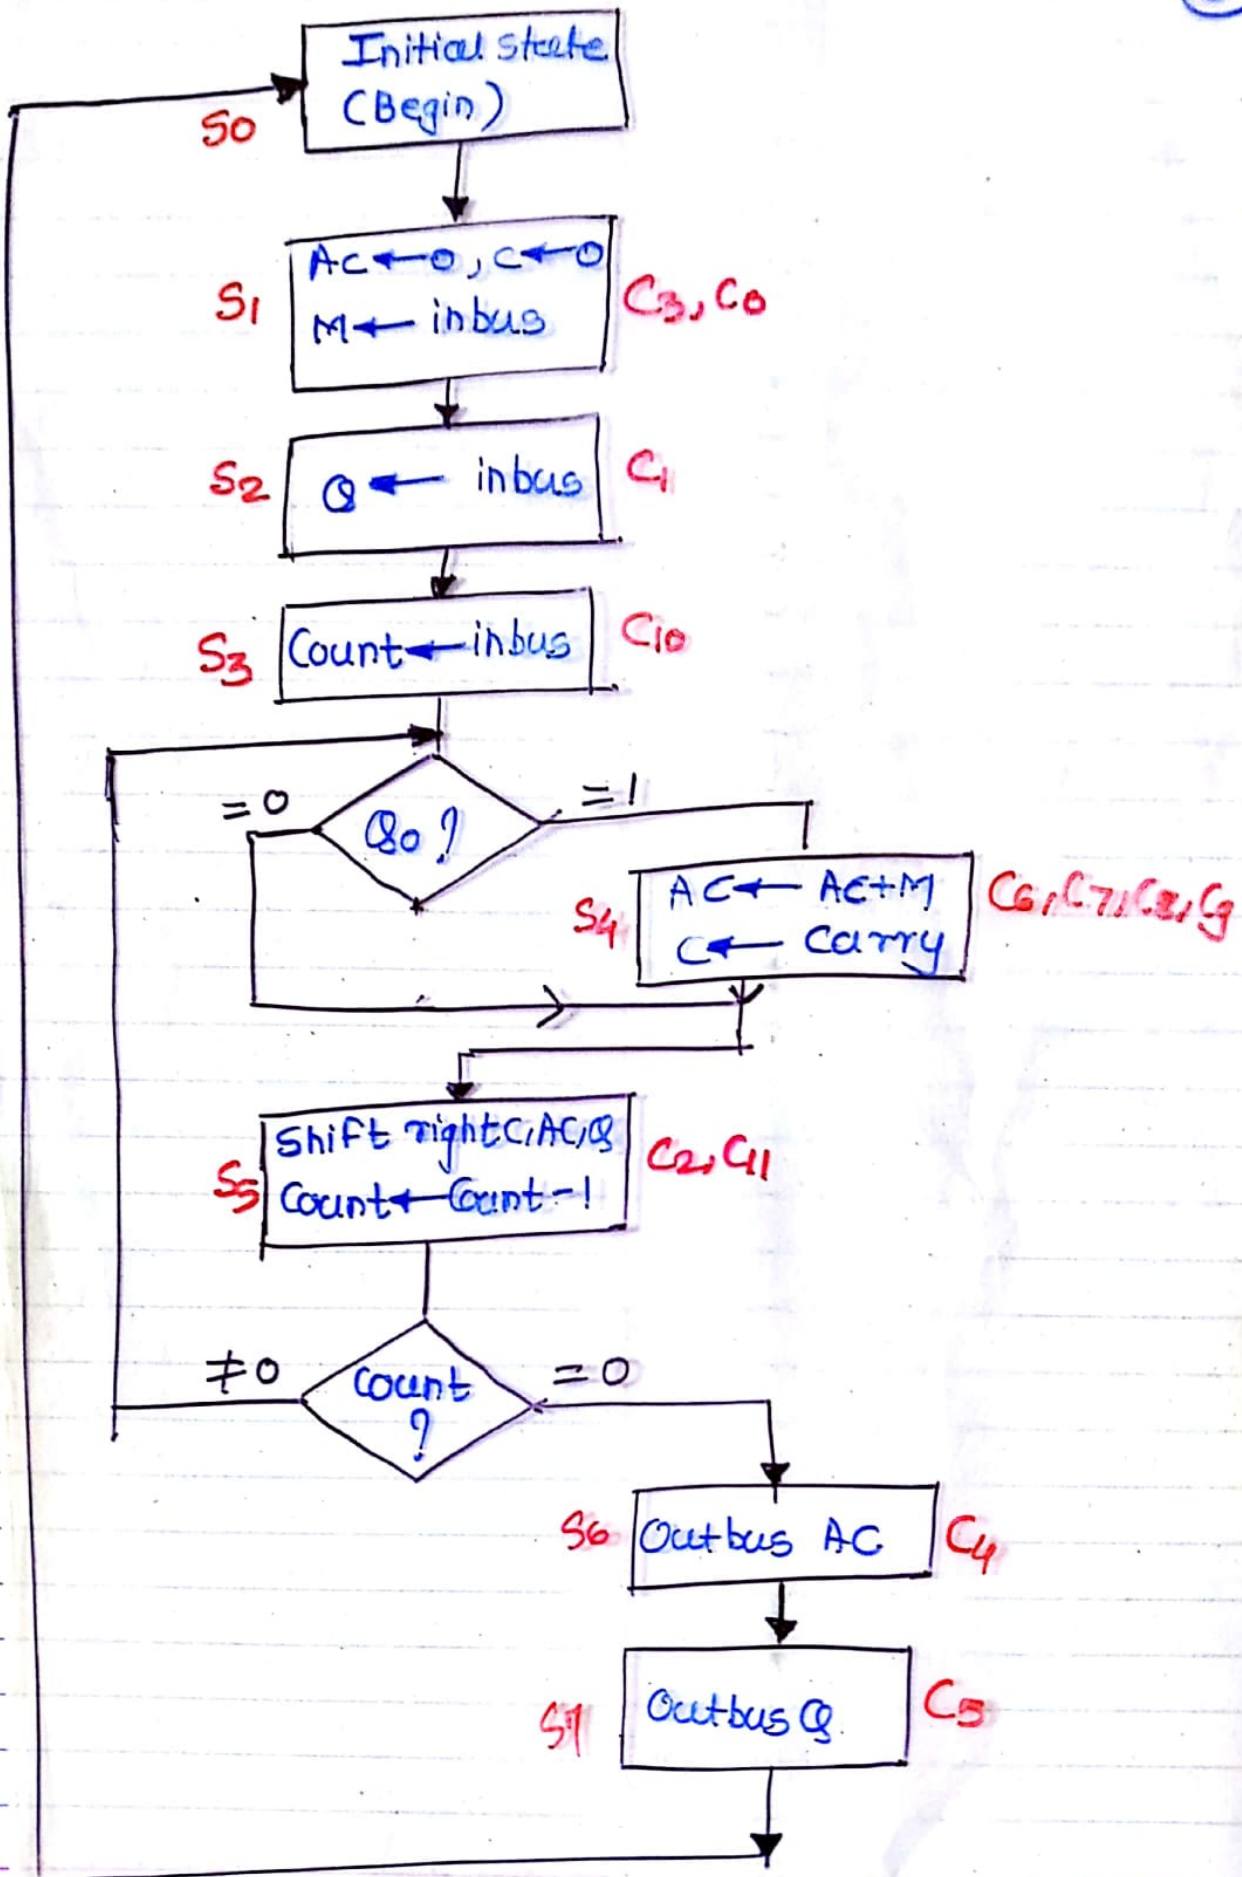 Initial state
(Begin)
S0
AC ← 0, C ← 0
M ← inbus
S1
C3, C0
Q ← inbus
S2
C1
Count ← inbus
S3
C10
= 0
Q0 ?
= 1
AC ← AC+M
C ← Carry
S4
C6, C7, C8, C9
Shift right C, AC, Q
Count ← Count - 1
S5
C2, C11
≠ 0
Count
?
= 0
S6
Outbus AC
C4
S7
Outbus Q
C5